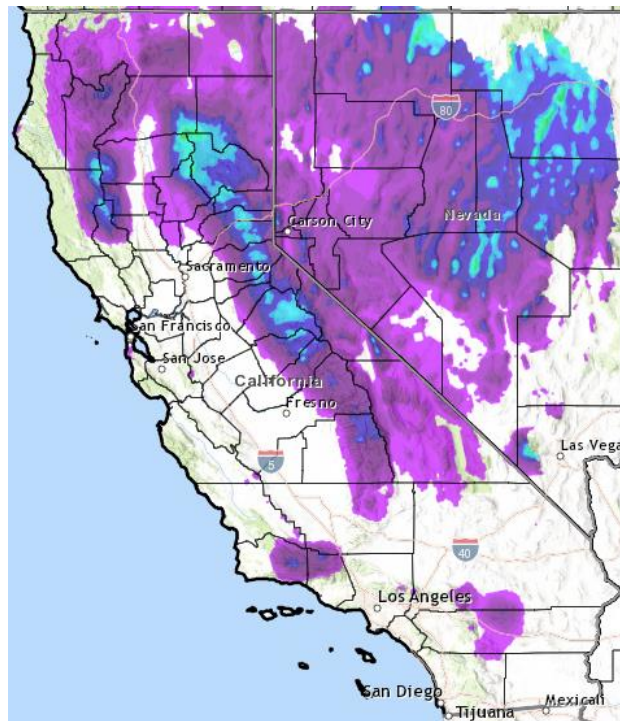 80
Nevada
Carson City
Sacramento
San Francisco
San Jose
California
Fresno
5
Las Vega
40
Los Angeles
San Diego
Tijuana
Mexicali